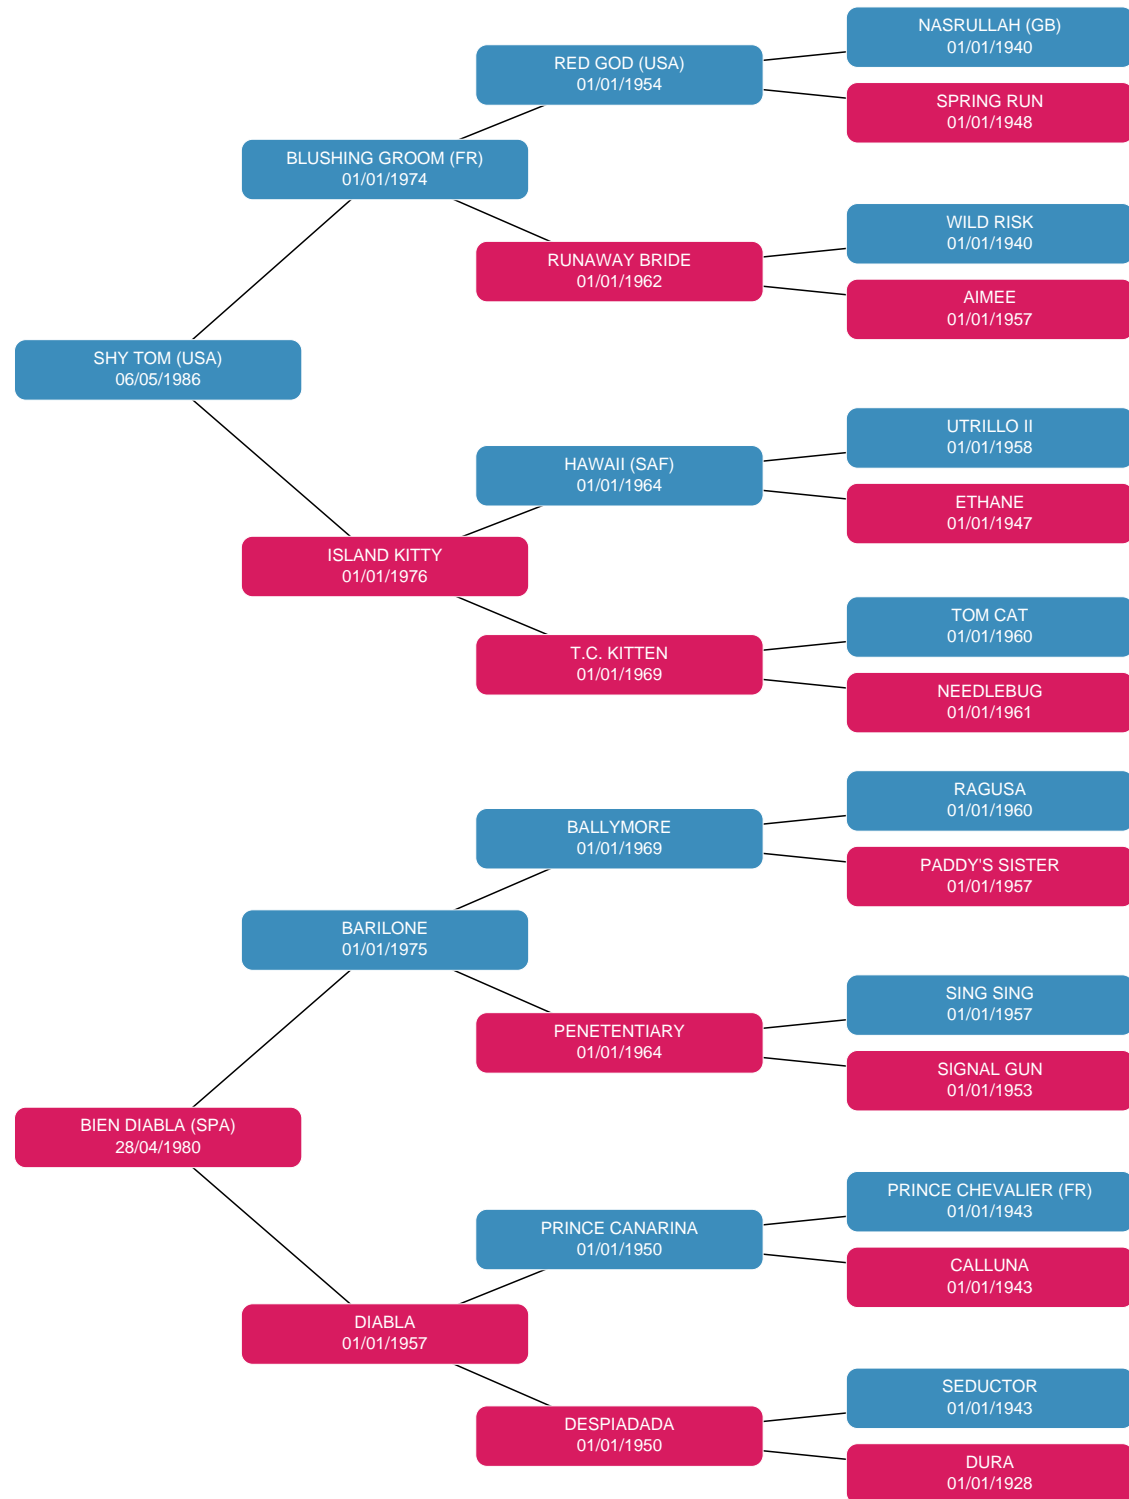 NASRULLAH (GB)
01/01/1940
RED GOD (USA)
01/01/1954
SPRING RUN
01/01/1948
BLUSHING GROOM (FR)
01/01/1974
WILD RISK
01/01/1940
RUNAWAY BRIDE
01/01/1962
AIMEE
01/01/1957
SHY TOM (USA)
06/05/1986
UTRILLO II
01/01/1958
HAWAII (SAF)
01/01/1964
ETHANE
01/01/1947
ISLAND KITTY
01/01/1976
TOM CAT
01/01/1960
T.C. KITTEN
01/01/1969
NEEDLEBUG
01/01/1961
RAGUSA
01/01/1960
BALLYMORE
01/01/1969
PADDY'S SISTER
01/01/1957
BARILONE
01/01/1975
SING SING
01/01/1957
PENETENTIARY
01/01/1964
SIGNAL GUN
01/01/1953
BIEN DIABLA (SPA)
28/04/1980
PRINCE CHEVALIER (FR)
01/01/1943
PRINCE CANARINA
01/01/1950
CALLUNA
01/01/1943
DIABLA
01/01/1957
SEDUCTOR
01/01/1943
DESPIADADA
01/01/1950
DURA
01/01/1928